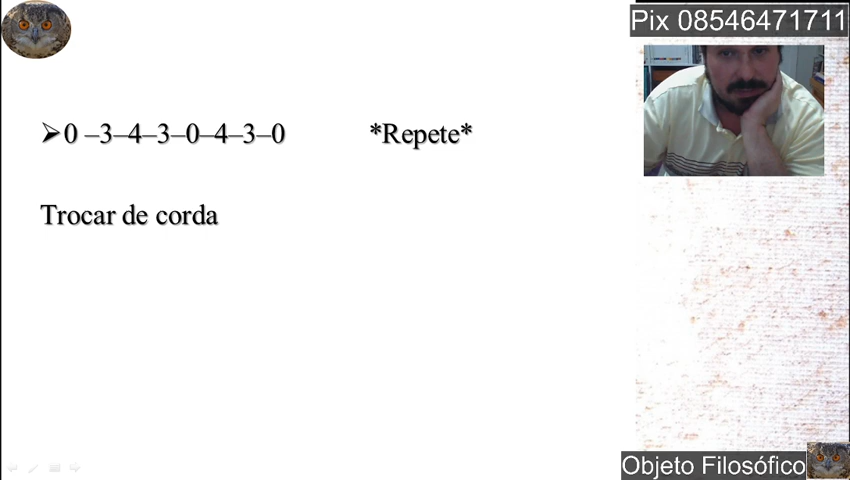 Pix 08546471711
➢0 –3–4–3–0–4–3–0 *Repete*
Trocar de corda
Objeto Filosófico